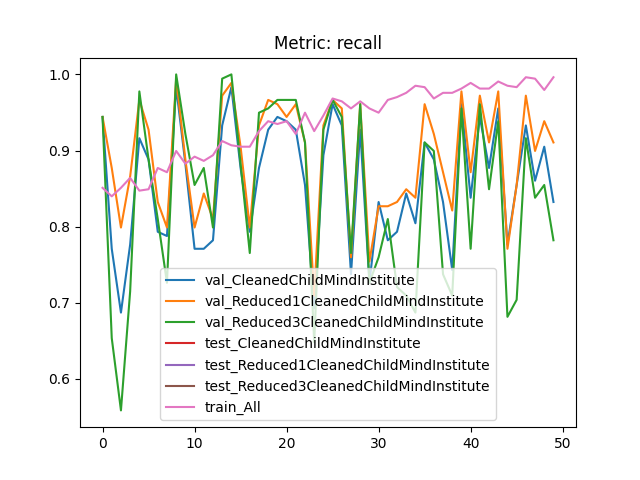 Metric: recall
1.0
0.9
0.8
0.7
0.6
val_CleanedChildMindInstitute
val_Reduced1CleanedChildMindInstitute
val_Reduced3CleanedChildMindInstitute
test_CleanedChildMindInstitute
test_Reduced1CleanedChildMindInstitute
test_Reduced3CleanedChildMindInstitute
train_All
0 10 20 30 40 50